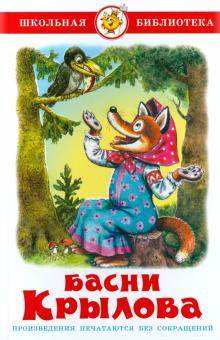 ШКОЛЬНАЯ БИБЛИОТЕКА
БАСНИ
КРЫЛОВА
ПРОИЗВЕДЕНИЯ ПЕЧАТАЮТСЯ БЕЗ СОКРАЩЕНИЙ